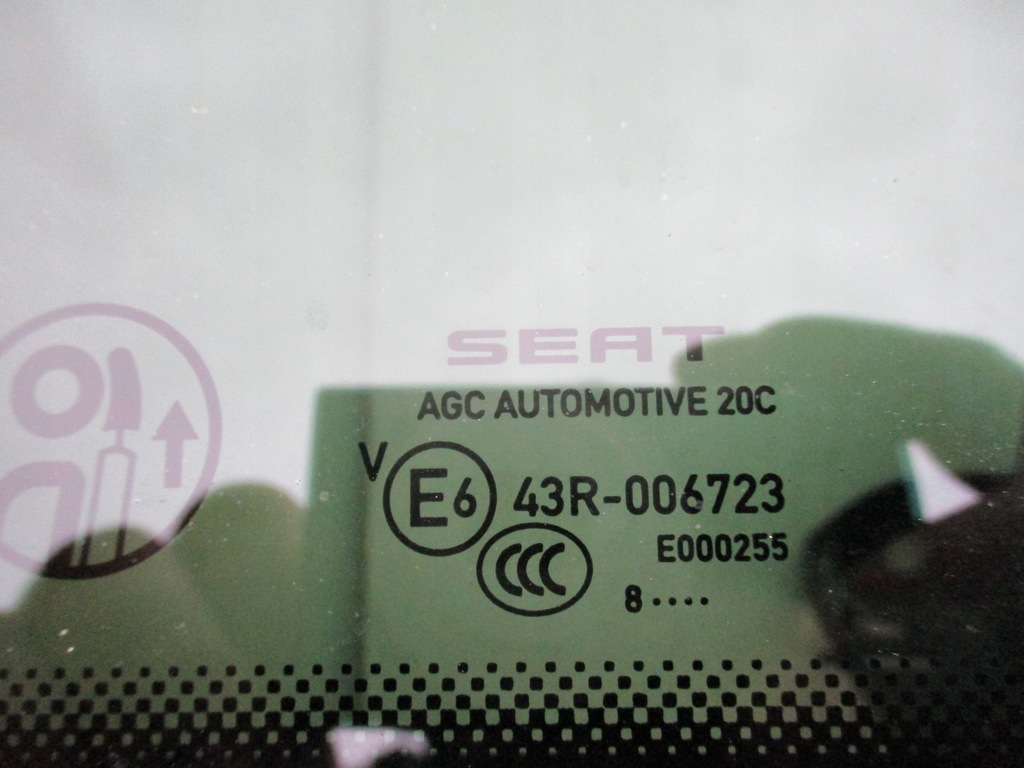 SEAT
AGC AUTOMOTIVE 20C
V E6 43R-006723
CCC E000255
8 ····